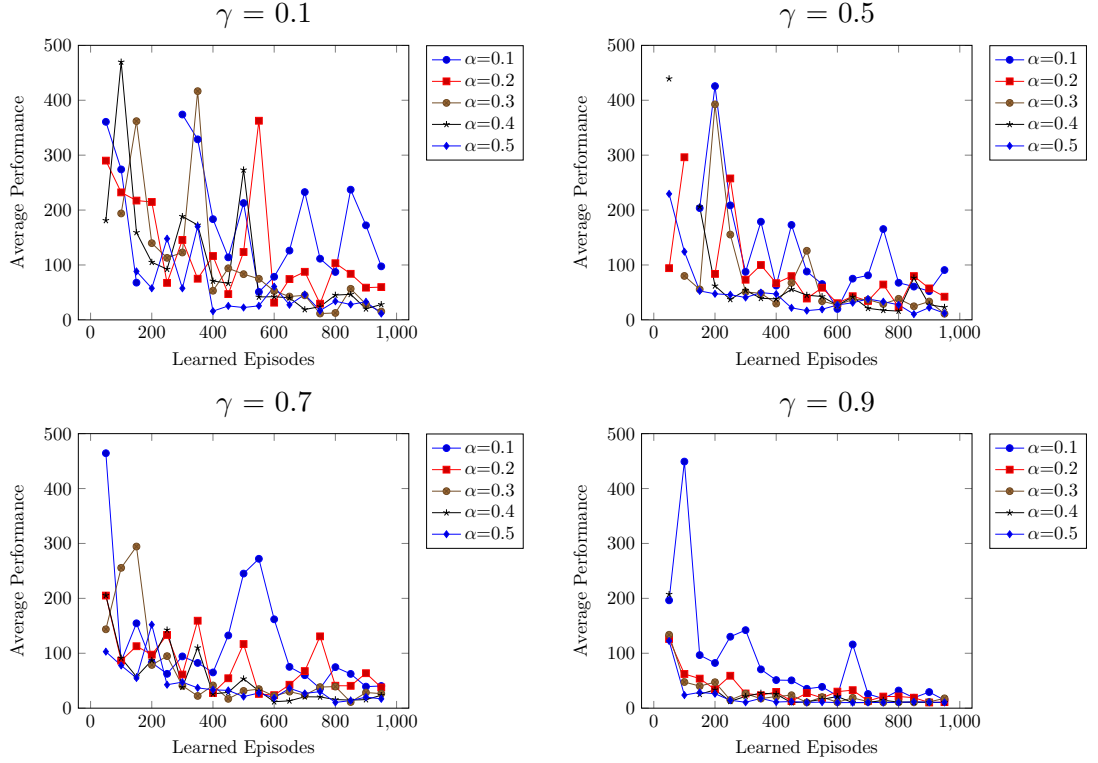 γ = 0.1
500
400
300
200
100
0
0
200
400
600
800
1,000
Average Performance
Learned Episodes
α=0.1
α=0.2
α=0.3
α=0.4
α=0.5
γ = 0.5
500
400
300
200
100
0
0
200
400
600
800
1,000
Average Performance
Learned Episodes
α=0.1
α=0.2
α=0.3
α=0.4
α=0.5
γ = 0.7
500
400
300
200
100
0
0
200
400
600
800
1,000
Average Performance
Learned Episodes
α=0.1
α=0.2
α=0.3
α=0.4
α=0.5
γ = 0.9
500
400
300
200
100
0
0
200
400
600
800
1,000
Average Performance
Learned Episodes
α=0.1
α=0.2
α=0.3
α=0.4
α=0.5